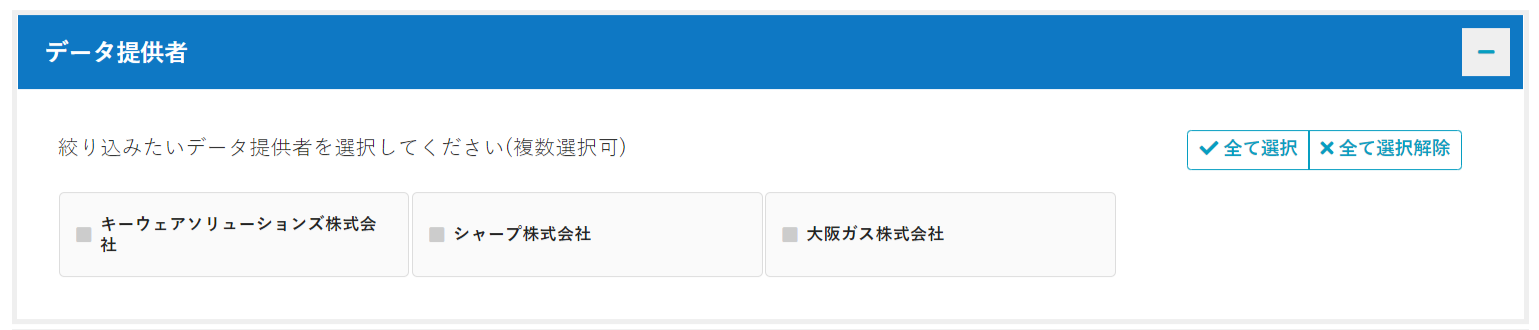 データ提供者
絞り込みたいデータ提供者を選択してください(複数選択可)
全て選択
全て選択解除
キーウェアソリューションズ株式会
社
シャープ株式会社
大阪ガス株式会社